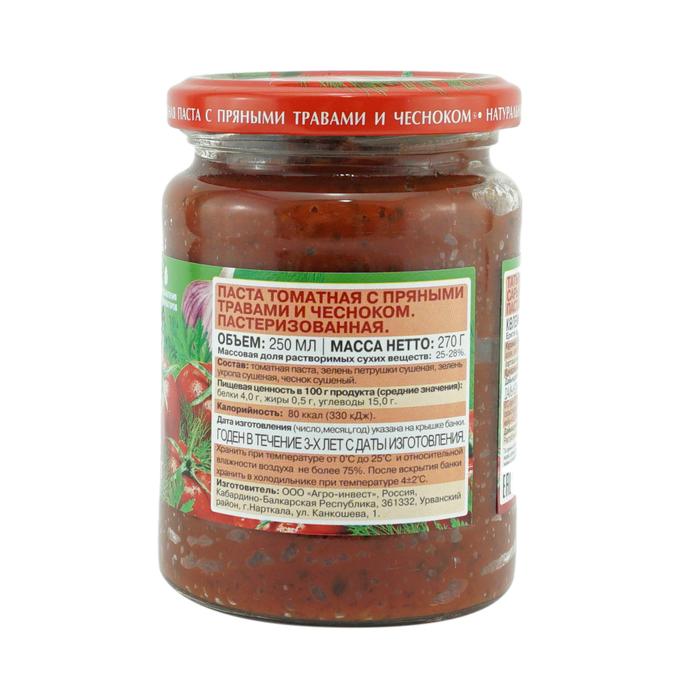 НАЯ ПАСТА С ПРЯНЫМИ ТРАВАМИ И ЧЕСНОКОМ®• НАТУРАЛЬ
ПАСТА ТОМАТНАЯ С ПРЯНЫМИ
ТРАВАМИ И ЧЕСНОКОМ.
ПАСТЕРИЗОВАННАЯ.
ОБЪЕМ: 250 МЛ | МАССА НЕТТО: 270 Г
Массовая доля растворимых сухих веществ: 25-28%.
Состав: томатная паста, зелень петрушки сушеная, зелень
укропа сушеная, чеснок сушеный.
Пищевая ценность в 100 г продукта (средние значения):
белки 4,0 г, жиры 0,5 г, углеводы 15,0 г.
Калорийность: 80 ккал (330 кДж).
Дата изготовления (число,месяц,год) указана на крышке банки.
ГОДЕН В ТЕЧЕНИЕ 3-Х ЛЕТ С ДАТЫ ИЗГОТОВЛЕНИЯ.
Хранить при температуре от 0°С до 25°С и относительной
влажности воздуха не более 75%. После вскрытия банки
хранить в холодильнике при температуре 4±2°С.
Изготовитель: ООО «Агро-инвест», Россия,
Кабардино-Балкарская Республика, 361332, Урванский
район, г.Нарткала, ул. Канкошева, 1.